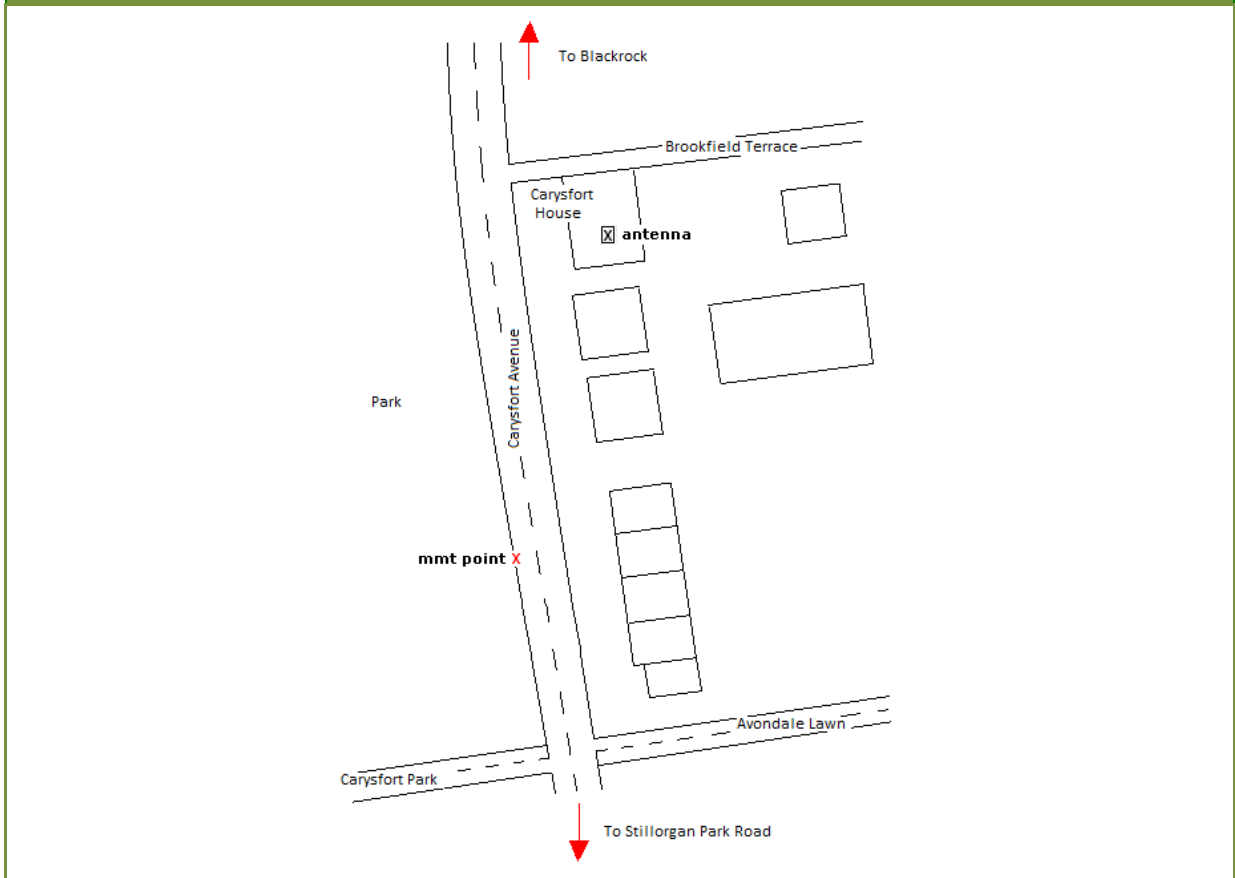 To Blackrock
Brookfield Terrace
Carysfort
House
X antenna
Carysfort Avenue
Park
mmt point X
Avondale Lawn
Carysfort Park
To Stillorgan Park Road